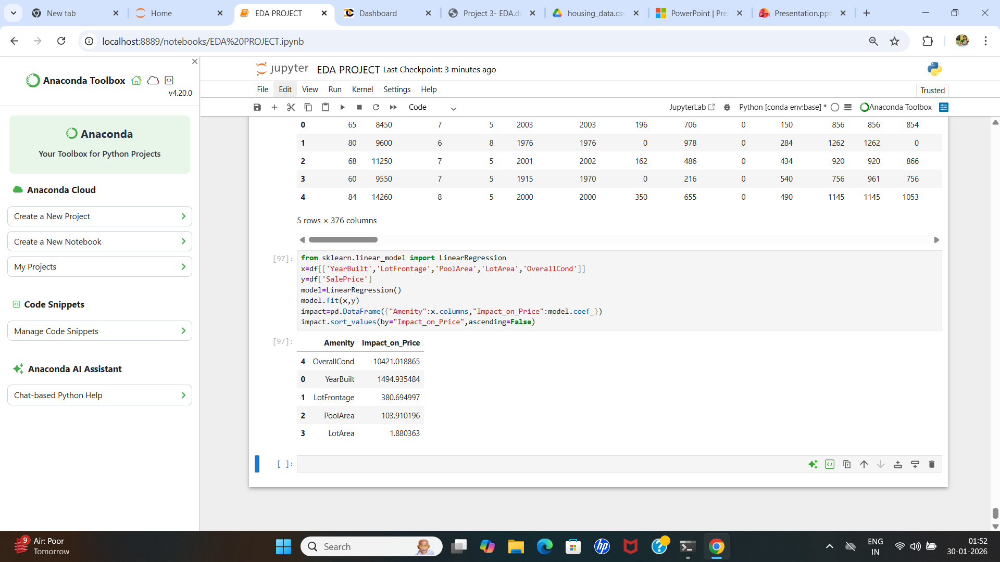 New tab
Home
EDA PROJECT
Dashboard
Project 3- EDA.do
housing_data.csv
PowerPoint | Pre
Presentation.ppt
localhost:8889/notebooks/EDA%20PROJECT.ipynb
Anaconda Toolbox
v4.20.0
Anaconda
Your Toolbox for Python Projects
Anaconda Cloud
Create a New Project
Create a New Notebook
My Projects
Code Snippets
Manage Code Snippets
Anaconda AI Assistant
Chat-based Python Help
jupyter EDA PROJECT Last Checkpoint: 3 minutes ago
File Edit View Run Kernel Settings Help
Trusted
Code
JupyterLab
Python [conda env:base] *
Anaconda Toolbox
0 65 8450 7 5 2003 2003 196 706 0 150 856 856 854
1 80 9600 6 8 1976 1976 0 978 0 284 1262 1262 0
2 68 11250 7 5 2001 2002 162 486 0 434 920 920 866
3 60 9550 7 5 1915 1970 0 216 0 540 756 961 756
4 84 14260 8 5 2000 2000 350 655 0 490 1145 1145 1053
5 rows × 376 columns
[97]:
from sklearn.linear_model import LinearRegression
x=df[['YearBuilt','LotFrontage','PoolArea','LotArea','OverallCond']]
y=df['SalePrice']
model=LinearRegression()
model.fit(x,y)
impact=pd.DataFrame({"Amenity":x.columns,"Impact_on_Price":model.coef_})
impact.sort_values(by="Impact_on_Price",ascending=False)
[97]:
Amenity Impact_on_Price
4 OverallCond 10421.018865
0 YearBuilt 1494.935484
1 LotFrontage 380.694997
2 PoolArea 103.910196
3 LotArea 1.880363
[ ]:
9
Air: Poor
Tomorrow
Search
hp
ENG
IN
01:52
30-01-2026